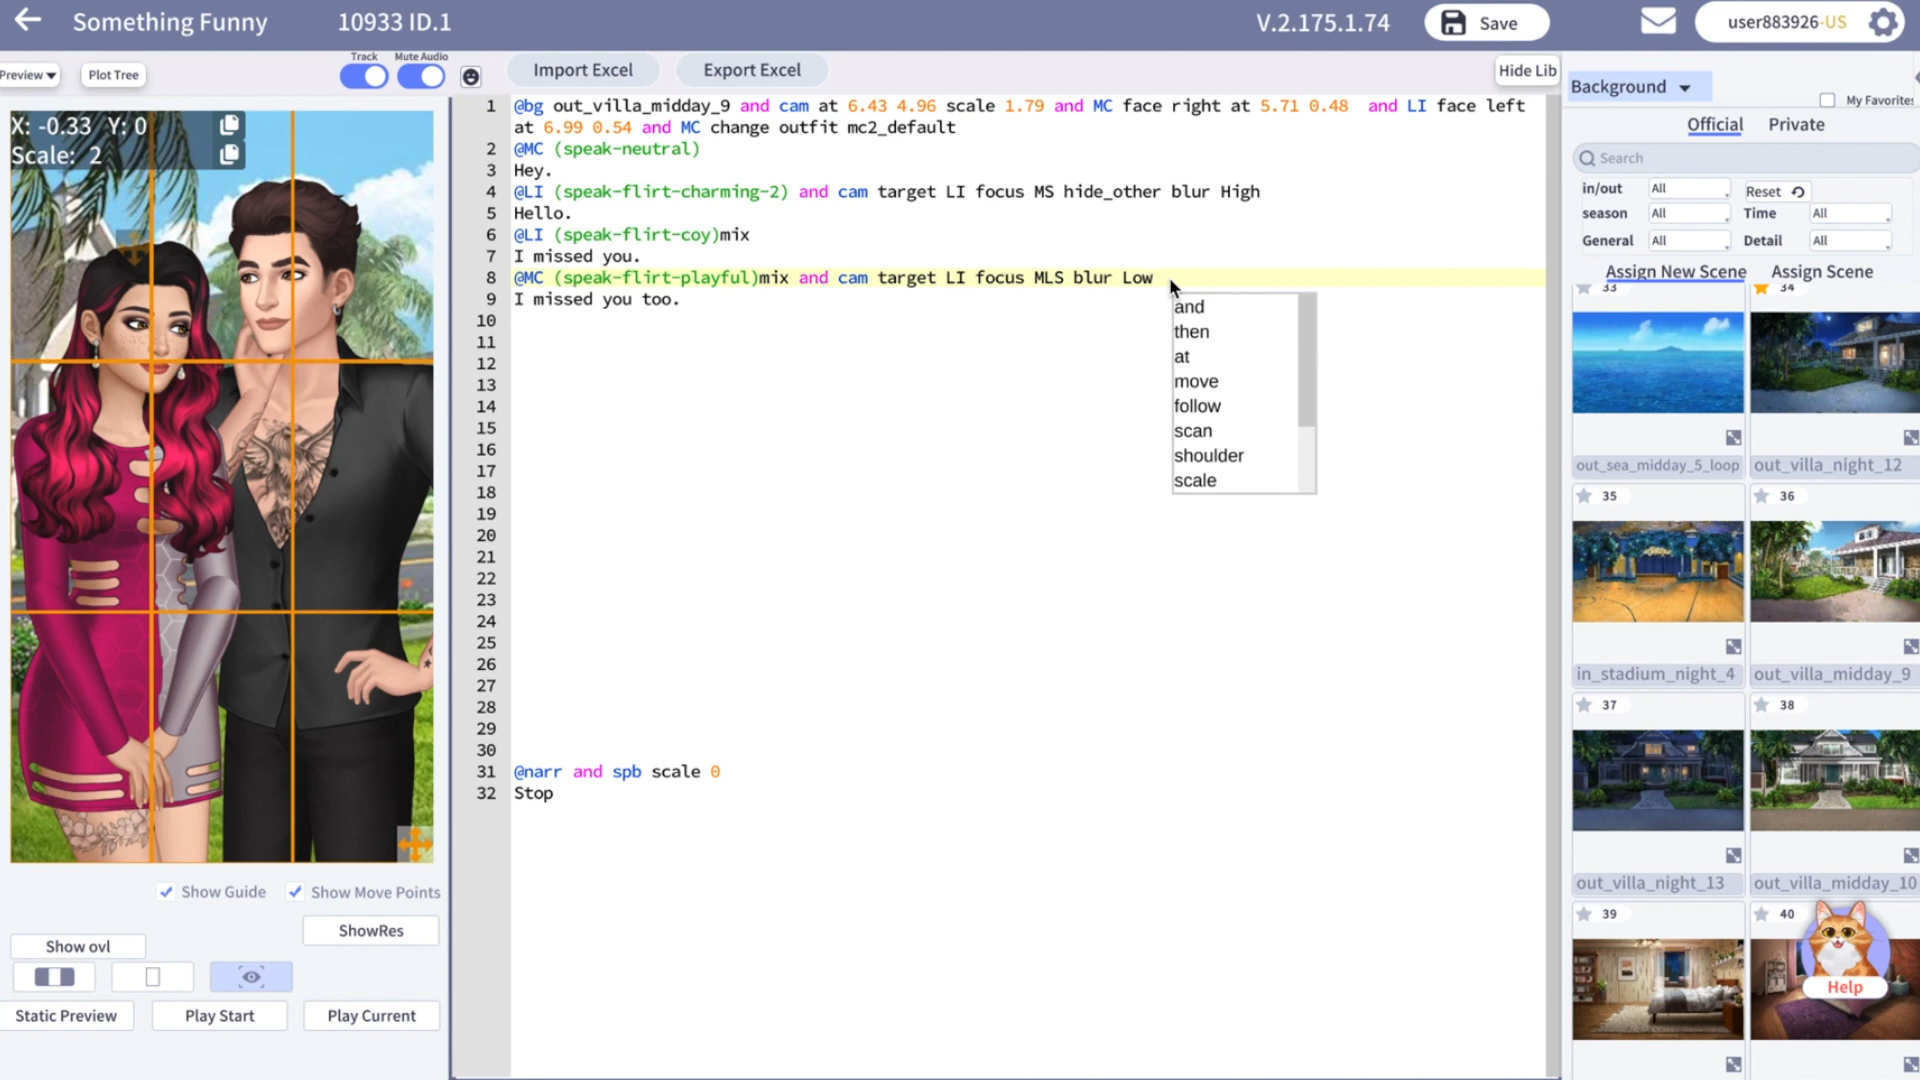 Something Funny 10933 ID.1 V.2.175.1.74 Save user883926-US
Preview ▼ Plot Tree Track Mute Audio Import Excel Export Excel Hide Lib
X: -0.33 Y: 0
Scale: 2
Show Guide Show Move Points
ShowRes
Show ovl
Static Preview Play Start Play Current
1 @bg out_villa_midday_9 and cam at 6.43 4.96 scale 1.79 and MC face right at 5.71 0.48 and LI face left
at 6.99 0.54 and MC change outfit mc2_default
2 @MC (speak-neutral)
3 Hey.
4 @LI (speak-flirt-charming-2) and cam target LI focus MS hide_other blur High
5 Hello.
6 @LI (speak-flirt-coy)mix
7 I missed you.
8 @MC (speak-flirt-playful)mix and cam target LI focus MLS blur Low
9 I missed you too.
10
11
12
13
14
15
16
17
18
19
20
21
22
23
24
25
26
27
28
29
30
31 @narr and spb scale 0
32 Stop
and
then
at
move
follow
scan
shoulder
scale
Background
My Favorites
Official Private
Search
in/out All Reset
season All Time All
General All Detail All
Assign New Scene Assign Scene
33 34
out_sea_midday_5_loop out_villa_night_12
35 36
in_stadium_night_4 out_villa_midday_9
37 38
out_villa_night_13 out_villa_midday_10
39 40
Help